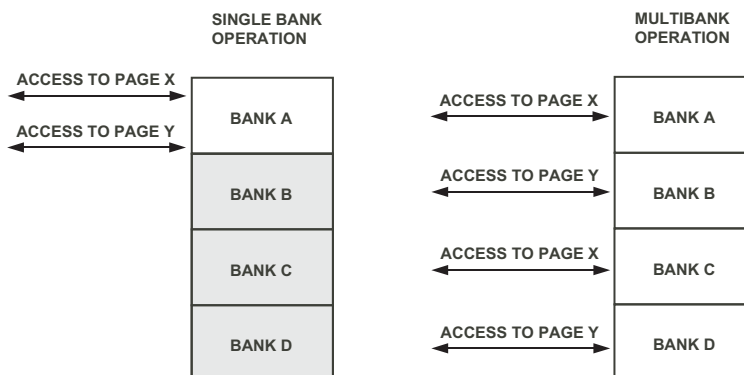 SINGLE BANK
OPERATION
ACCESS TO PAGE X
ACCESS TO PAGE Y
BANK A
BANK B
BANK C
BANK D
MULTIBANK
OPERATION
ACCESS TO PAGE X
BANK A
ACCESS TO PAGE Y
BANK B
ACCESS TO PAGE X
BANK C
ACCESS TO PAGE Y
BANK D